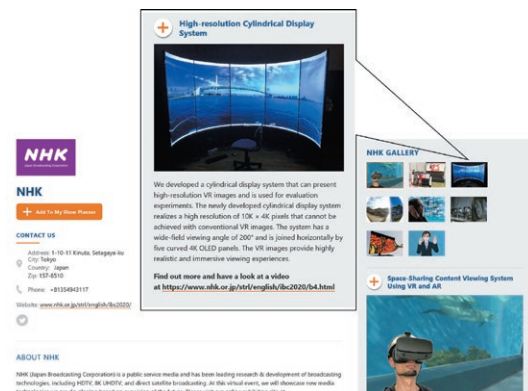 High-resolution Cylindrical Display
System
We developed a cylindrical display system that can present
high-resolution VR images and is used for evaluation
experiments. The newly developed cylindrical display system
realizes a high resolution of 10K × 4K pixels that cannot be
achieved with conventional VR images. The system has a
wide-field viewing angle of 200° and is joined horizontally by
five curved 4K OLED panels. The VR images provide highly
realistic and immersive viewing experiences.
Find out more and have a look at a video
at https://www.nhk.or.jp/strl/english/ibc2020/b4.html
NHK
Japan Broadcasting Corporation
NHK
Add To My Show Planner
CONTACT US
Address: 1-10-11 Kinuta, Setagaya-ku
City: Tokyo
Country: Japan
Zip: 157-8510
Phone: +81354943117
Website: www.nhk.or.jp/strl/english/ibc2020/
ABOUT NHK
NHK (Japan Broadcasting Corporation) is a public service media and has been leading research & development of broadcasting
technologies, including HDTV, 8K UHDTV, and direct satellite broadcasting. At this virtual event, we will showcase new media
NHK GALLERY
Space-Sharing Content Viewing System
Using VR and AR